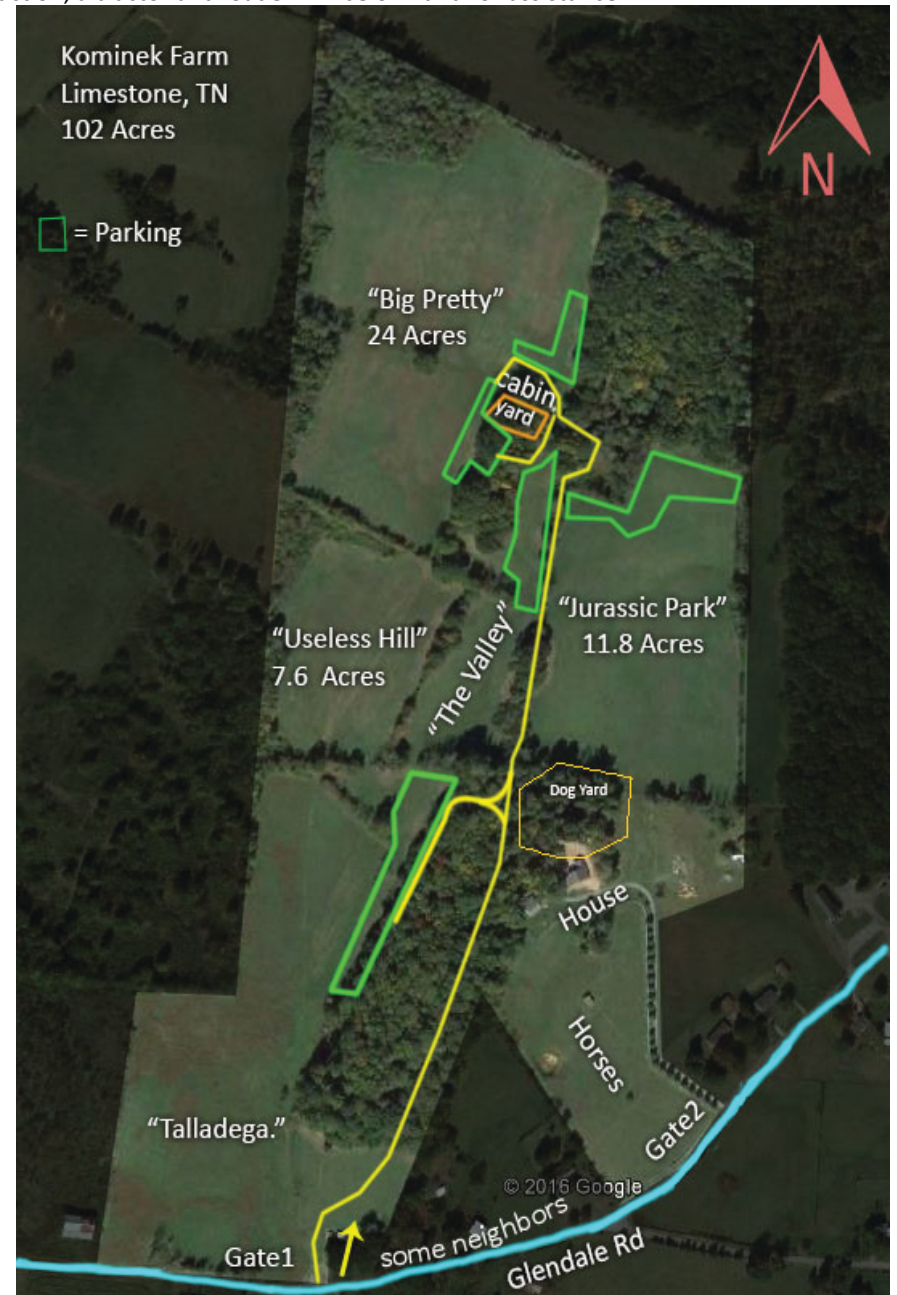 Kominek Farm
Limestone, TN
102 Acres
N
= Parking
“Big Pretty”
24 Acres
cabin
yard
“Jurassic Park”
11.8 Acres
“Useless Hill”
7.6 Acres
“The Valley”
Dog Yard
House
Horses
“Talladega.”
Gate2
© 2016 Google
some neighbors
Gate1
Glendale Rd